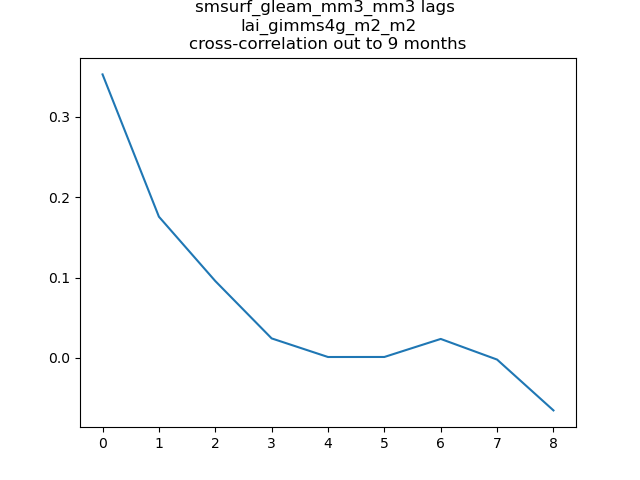 smsurf_gleam_mm3_mm3 lags
lai_gimms4g_m2_m2
cross-correlation out to 9 months
0.3
0.2
0.1
0.0
0 1 2 3 4 5 6 7 8